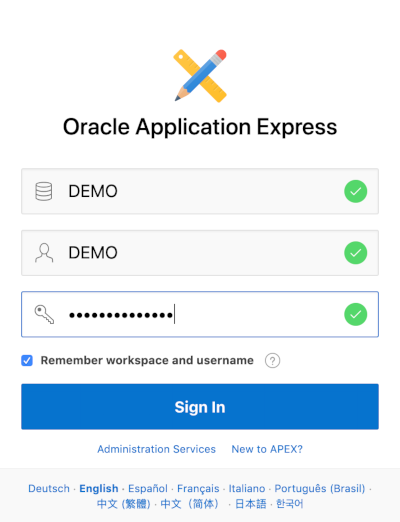 Oracle Application Express
DEMO
DEMO
••••••••••••••
Remember workspace and username ?
Sign In
Administration Services New to APEX?
Deutsch · English · Español · Français · Italiano · Português (Brasil) ·
中文 (繁體) · 中文（简体） · 日本語 · 한국어